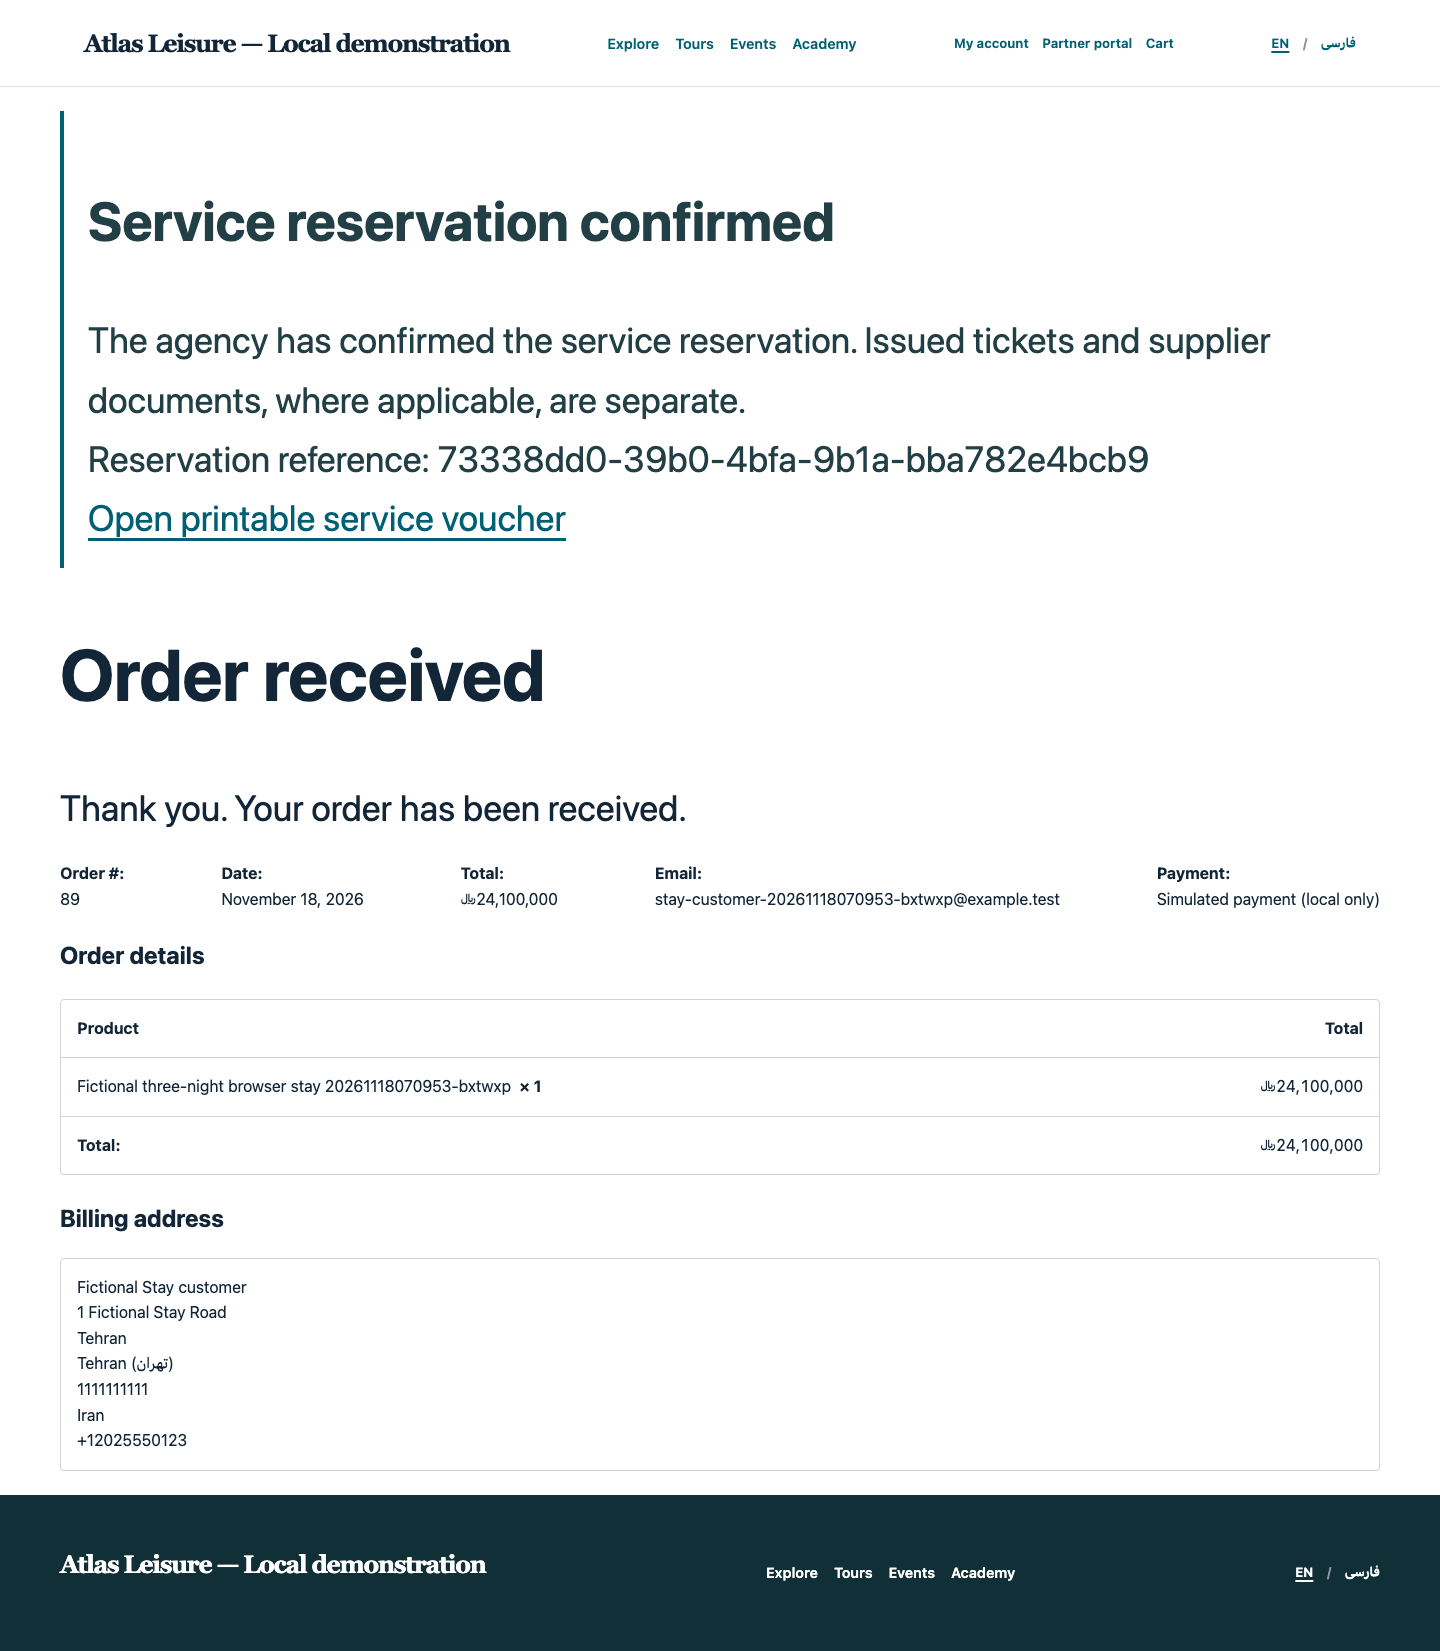 Atlas Leisure — Local demonstration
Explore Tours Events Academy
My account Partner portal Cart
EN / فارسی
Service reservation confirmed
The agency has confirmed the service reservation. Issued tickets and supplier
documents, where applicable, are separate.
Reservation reference: 73338dd0-39b0-4bfa-9b1a-bba782e4bcb9
Open printable service voucher
Order received
Thank you. Your order has been received.
Order #:
89
Date:
November 18, 2026
Total:
﷼24,100,000
Email:
stay-customer-20261118070953-bxtwxp@example.test
Payment:
Simulated payment (local only)
Order details
Product Total
Fictional three-night browser stay 20261118070953-bxtwxp × 1 ﷼24,100,000
Total: ﷼24,100,000
Billing address
Fictional Stay customer
1 Fictional Stay Road
Tehran
Tehran (تهران)
1111111111
Iran
+12025550123
Atlas Leisure — Local demonstration
Explore Tours Events Academy
EN / فارسی